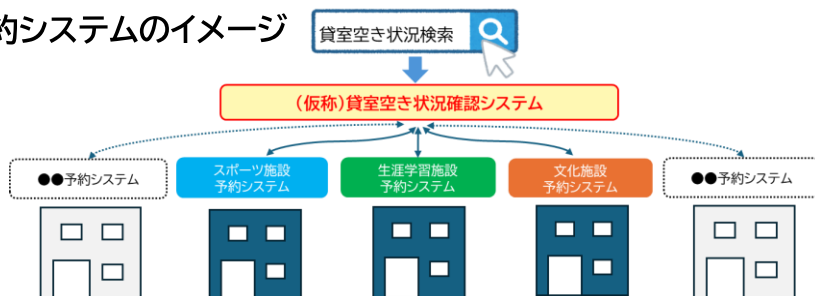 約システムのイメージ
貸室空き状況検索
(仮称)貸室空き状況確認システム
●●予約システム
スポーツ施設
予約システム
生涯学習施設
予約システム
文化施設
予約システム
●●予約システム